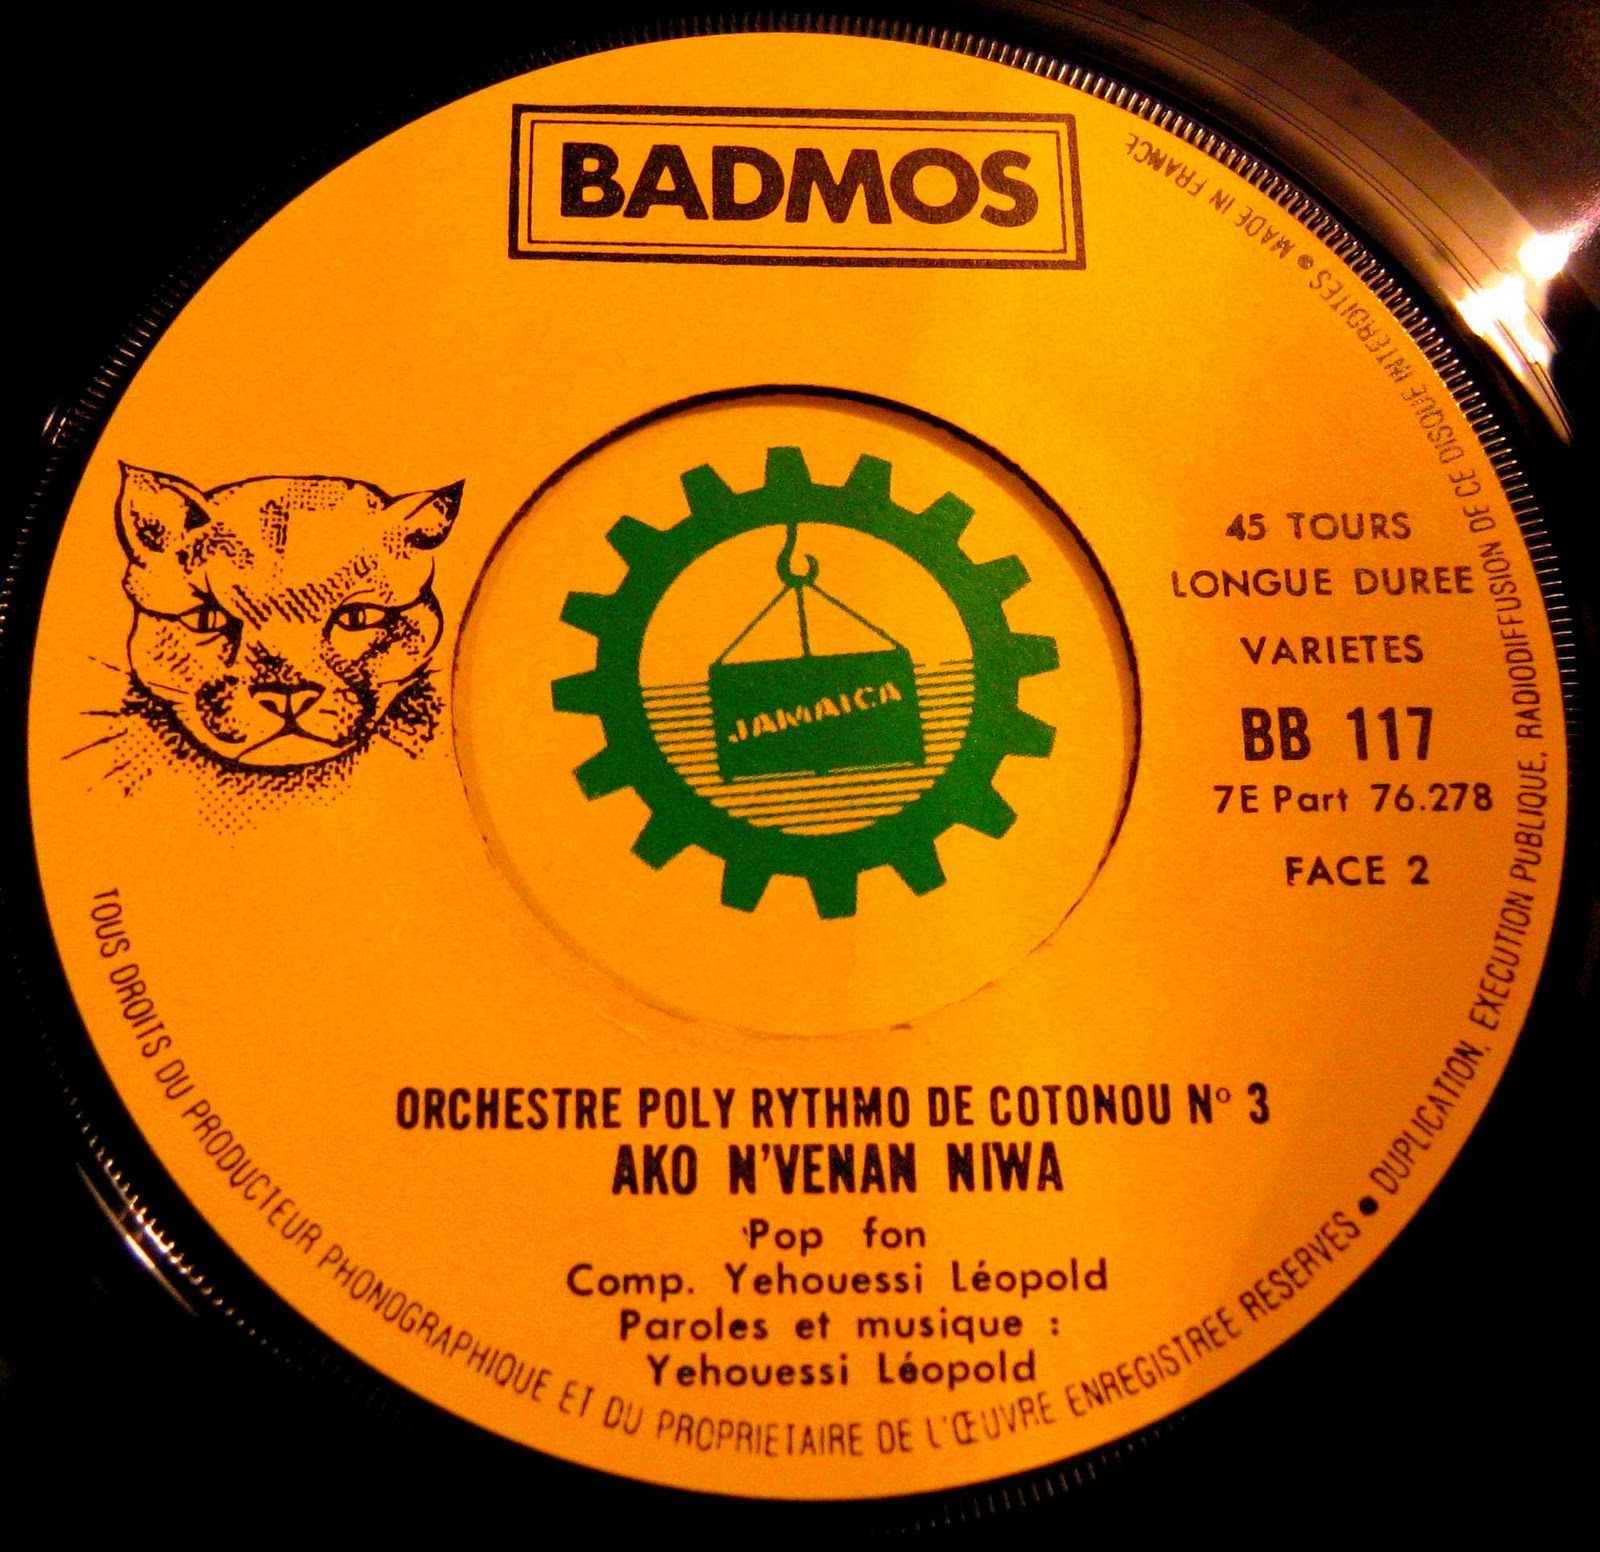 BADMOS
JAMAICA
45 TOURS
LONGUE DUREE
VARIETES
BB 117
7E Part 76.278
FACE 2
ORCHESTRE POLY RYTHMO DE COTONOU Nº 3
AKO N'VENAN NIWA
Pop fon
Comp. Yehouessi Léopold
Paroles et musique :
Yehouessi Léopold
TOUS DROITS DU PRODUCTEUR PHONOGRAPHIQUE ET DU PROPRIETAIRE DE L'ŒUVRE ENREGISTREE RESERVES ● DUPLICATION, EXECUTION PUBLIQUE, RADIODIFFUSION DE CE DISQUE INTERDITES ● MADE IN FRANCE